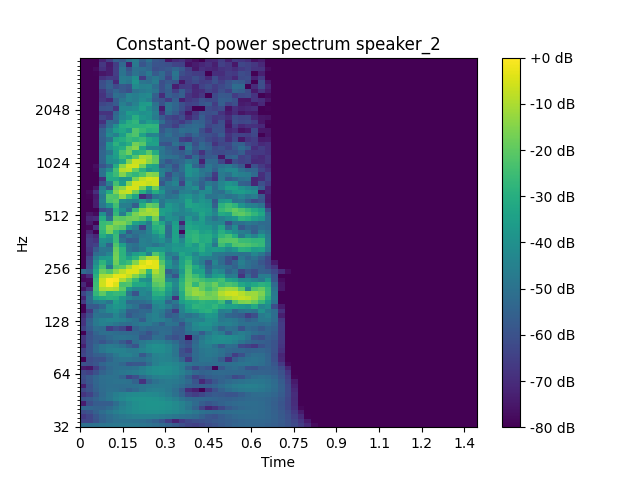 Constant-Q power spectrum speaker_2
Hz
2048
1024
512
256
128
64
32
0 0.15 0.3 0.45 0.6 0.75 0.9 1.1 1.2 1.4
Time
+0 dB
-10 dB
-20 dB
-30 dB
-40 dB
-50 dB
-60 dB
-70 dB
-80 dB